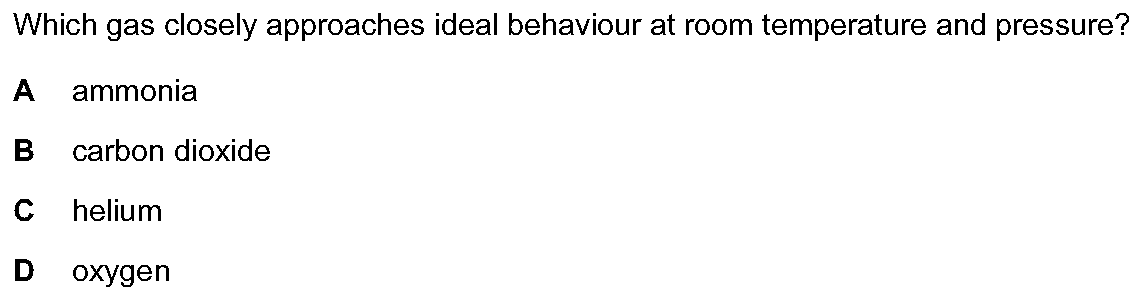 Which gas closely approaches ideal behaviour at room temperature and pressure?
A ammonia
B carbon dioxide
C helium
D oxygen